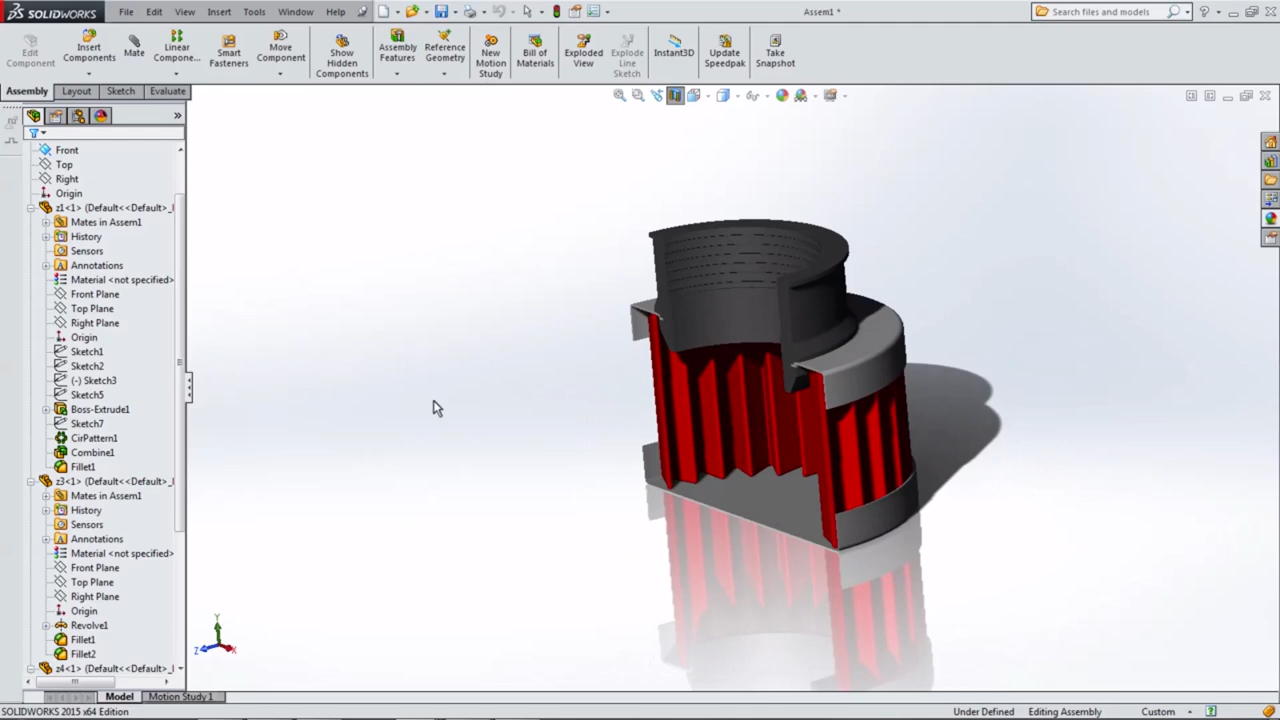 SOLIDWORKS File Edit View Insert Tools Window Help Assem1 * Search files and models
Edit Component
Insert Components
Mate
Linear Compone...
Smart Fasteners
Move Component
Show Hidden Components
Assembly Features
Reference Geometry
New Motion Study
Bill of Materials
Exploded View
Explode Line Sketch
Instant3D
Update Speedpak
Take Snapshot
Assembly Layout Sketch Evaluate
Front
Top
Right
Origin
z1<1> (Default<<Default>_
Mates in Assem1
History
Sensors
Annotations
Material <not specified>
Front Plane
Top Plane
Right Plane
Origin
Sketch1
Sketch2
(-) Sketch3
Sketch5
Boss-Extrude1
Sketch7
CirPattern1
Combine1
Fillet1
z3<1> (Default<<Default>_
Mates in Assem1
History
Sensors
Annotations
Material <not specified>
Front Plane
Top Plane
Right Plane
Origin
Revolve1
Fillet1
Fillet2
z4<1> (Default<<Default>_
Y
Z X
Model Motion Study 1
SOLIDWORKS 2015 x64 Edition Under Defined Editing Assembly Custom